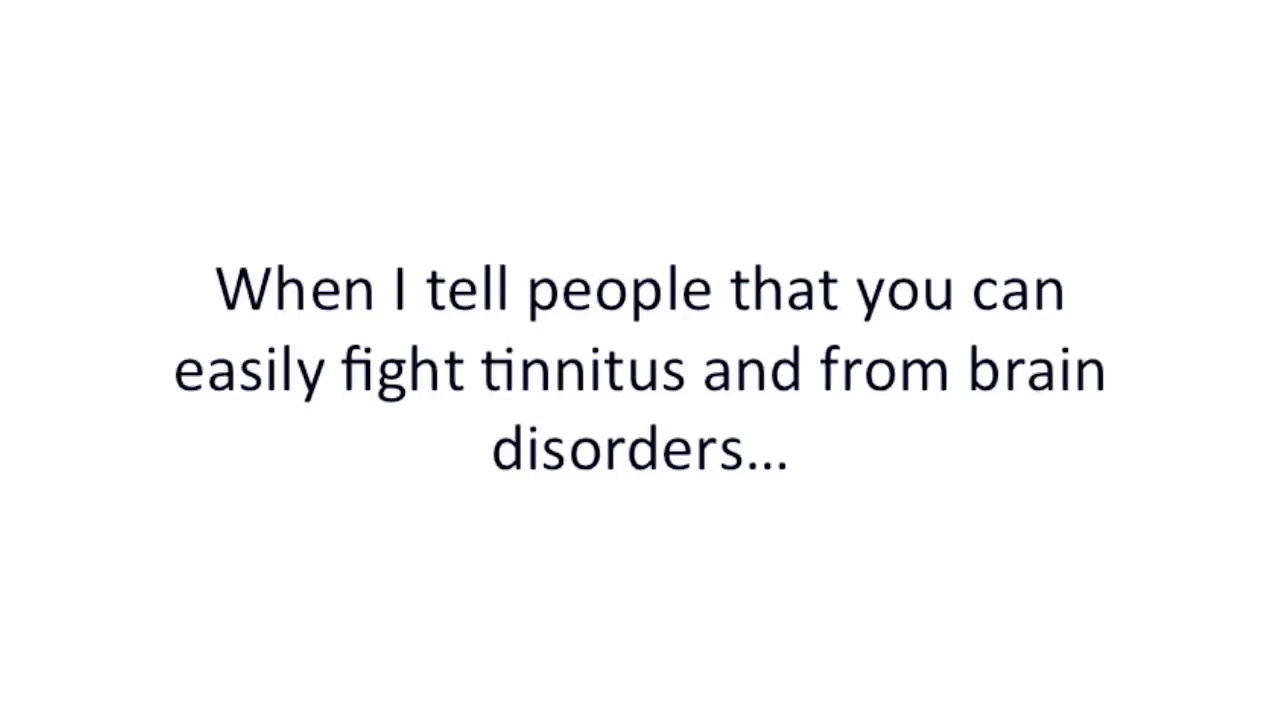 When I tell people that you can
easily fight tinnitus and from brain
disorders...